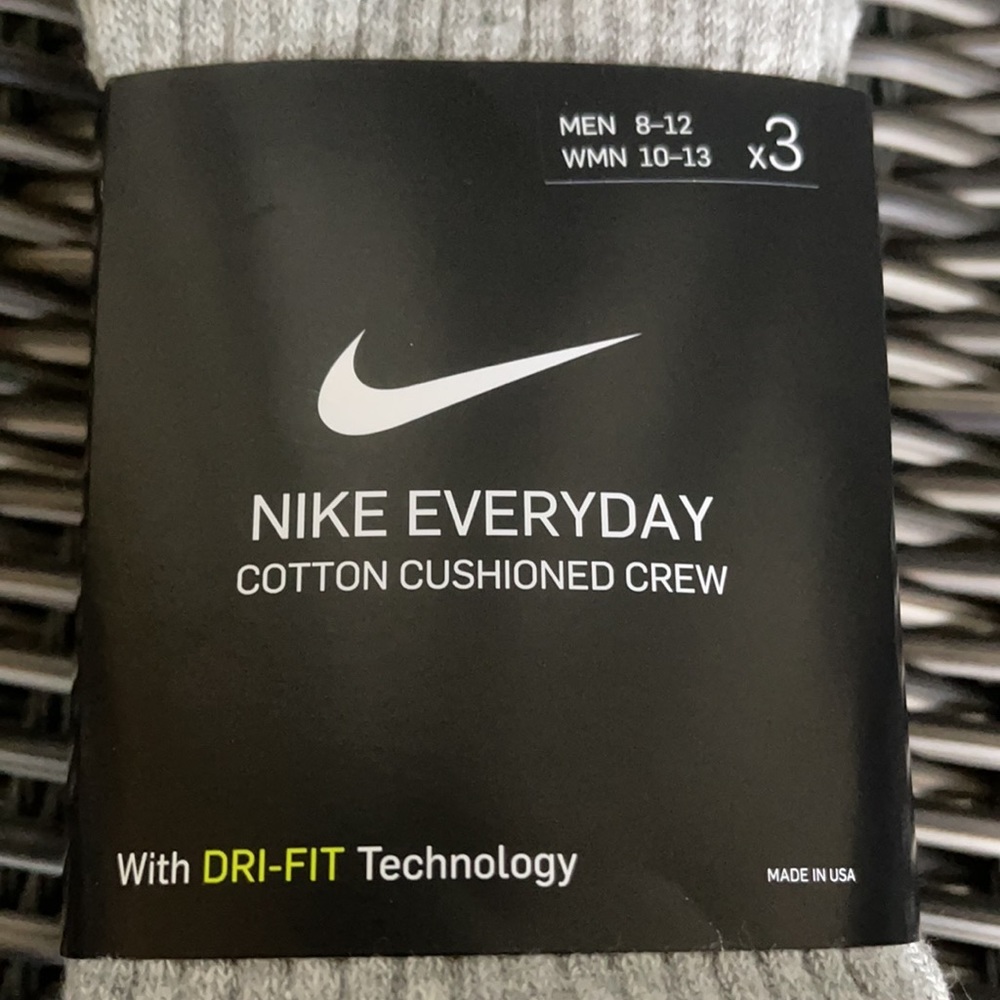 MEN 8–12
WMN 10–13 x3
NIKE EVERYDAY
COTTON CUSHIONED CREW
With DRI-FIT Technology
MADE IN USA